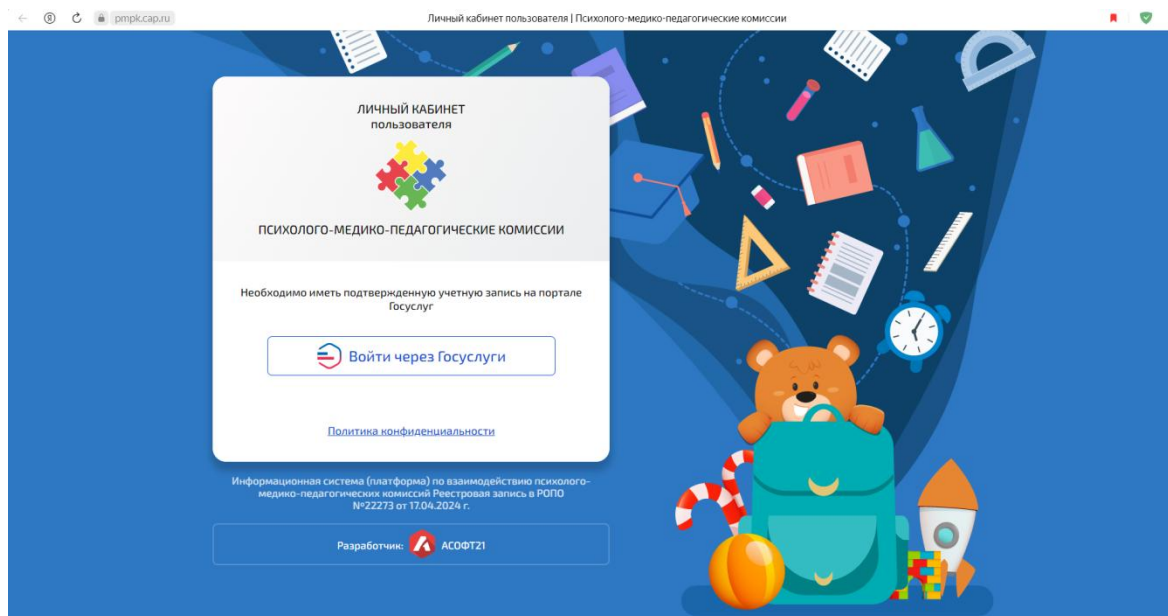 pmpk.cap.ru
Личный кабинет пользователя | Психолого-медико-педагогические комиссии
ЛИЧНЫЙ КАБИНЕТ
пользователя
ПСИХОЛОГО-МЕДИКО-ПЕДАГОГИЧЕСКИЕ КОМИССИИ
Необходимо иметь подтвержденную учетную запись на портале
Госуслуг
Войти через Госуслуги
Политика конфиденциальности
Информационная система (платформа) по взаимодействию психолого-
медико-педагогических комиссий Реестровая запись в РОПО
№22273 от 17.04.2024 г.
Разработчик: АСОФТ21